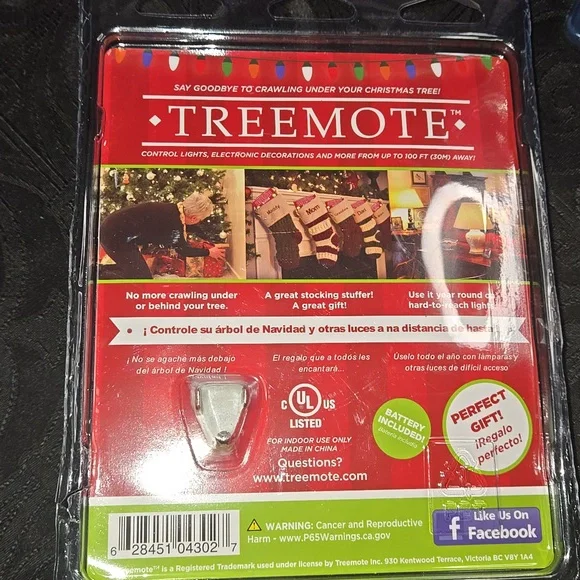 SAY GOODBYE TO CRAWLING UNDER YOUR CHRISTMAS TREE!
• TREEMOTE™ •
CONTROL LIGHTS, ELECTRONIC DECORATIONS AND MORE FROM UP TO 100 FT (30M) AWAY!
Mom
No more crawling under
or behind your tree.
A great stocking stuffer!
A great gift!
Use it year round on
hard-to-reach light
• ¡ Controle su árbol de Navidad y otras luces a na distancia de hasta
¡ No se agaché más debajo
del árbol de Navidad !
El regalo que a todos les
encantará...
Úselo todo el año con lámparas y
otras luces de difícil acceso
C UL US
LISTED
FOR INDOOR USE ONLY
MADE IN CHINA
Questions?
www.treemote.com
BATTERY
INCLUDED!
PERFECT
GIFT!
¡Regalo
perfecto!
6 28451 04302 7
WARNING: Cancer and Reproductive
Harm - www.P65Warnings.ca.gov
f Like Us On
Facebook
Treemote™ is a Registered Trademark used under license by Treemote Inc. 930 Kentwood Terrace, Victoria BC V8Y 1A4